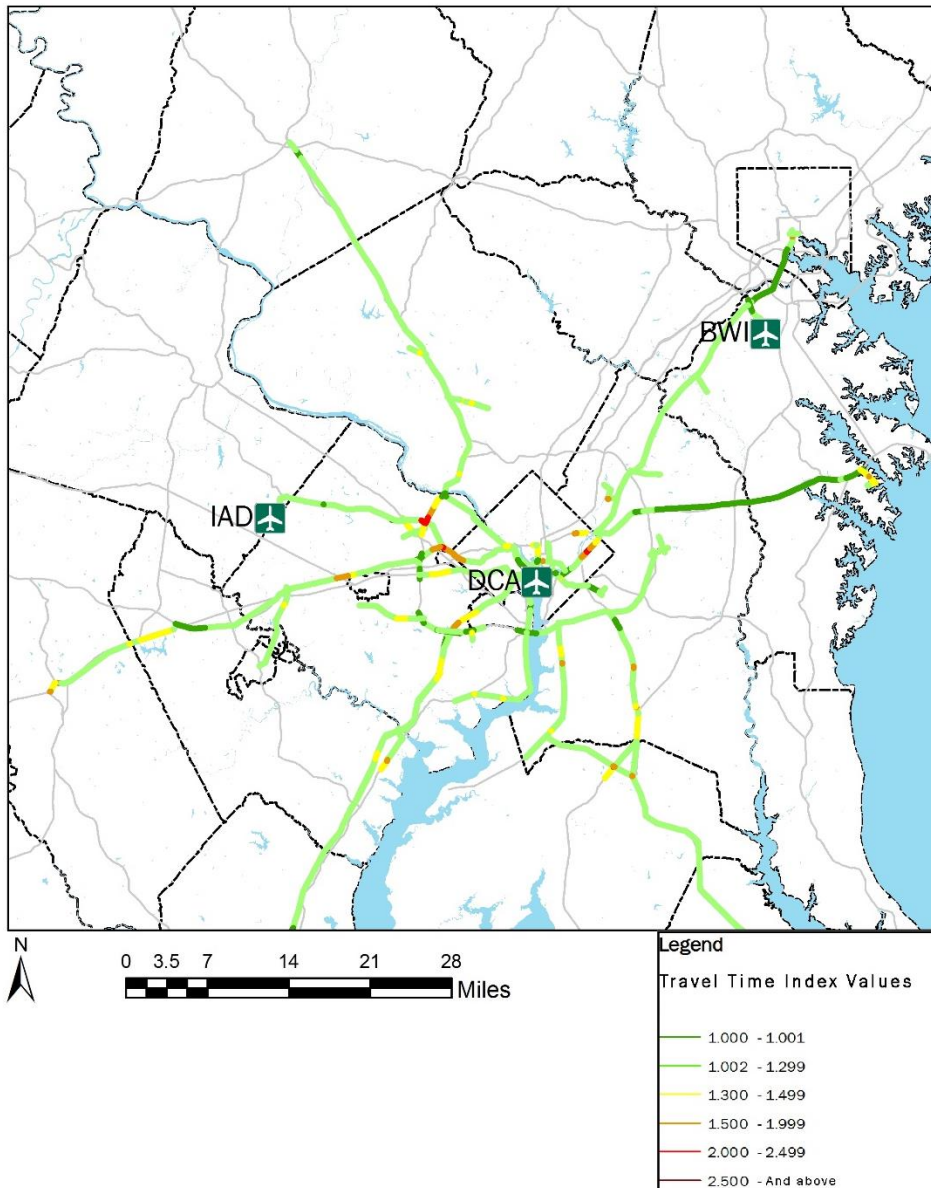 BWI
IAD
DCA
N
0 3.5 7 14 21 28
Miles
Legend
Travel Time Index Values
1.000 - 1.001
1.002 - 1.299
1.300 - 1.499
1.500 - 1.999
2.000 - 2.499
2.500 - And above